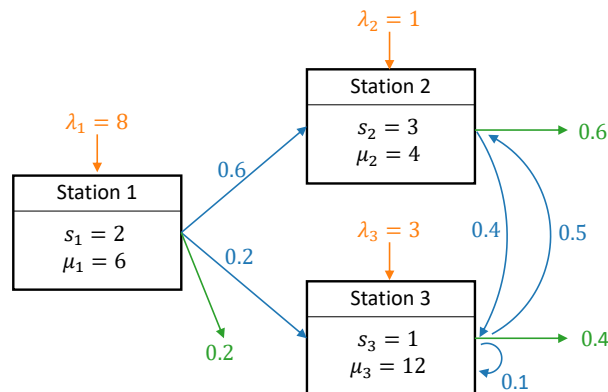 λ₂ = 1
Station 2
s₂ = 3
μ₂ = 4
0.6
λ₁ = 8
Station 1
s₁ = 2
μ₁ = 6
0.6
0.2
0.2
0.4
0.5
λ₃ = 3
Station 3
s₃ = 1
μ₃ = 12
0.4
0.1